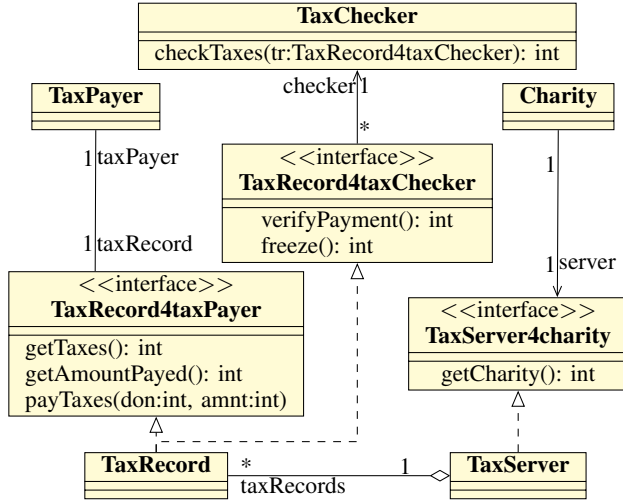 TaxChecker
checkTaxes(tr:TaxRecord4taxChecker): int
checker 1
TaxPayer
Charity
*
1 taxPayer
<<interface>>
TaxRecord4taxChecker
1
verifyPayment(): int
freeze(): int
1 taxRecord
1 server
<<interface>>
TaxRecord4taxPayer
<<interface>>
TaxServer4charity
getTaxes(): int
getAmountPayed(): int
payTaxes(don:int, amnt:int)
getCharity(): int
TaxRecord
* 1
taxRecords
TaxServer